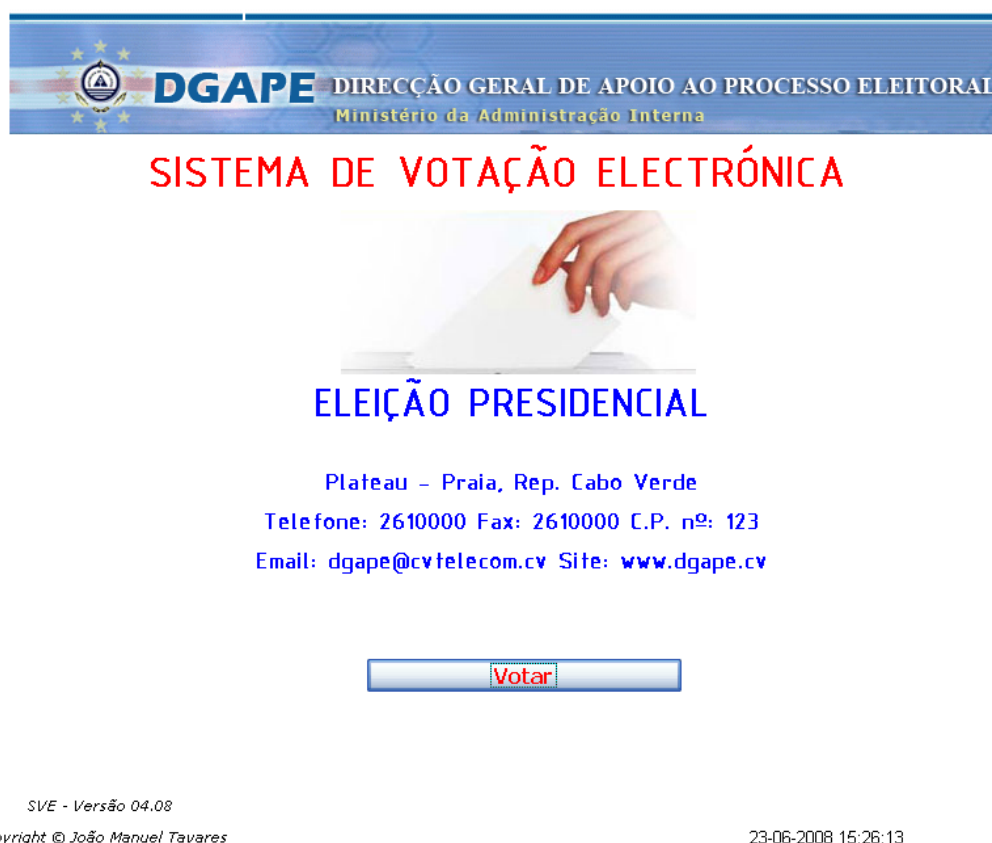 DGAPE DIRECÇÃO GERAL DE APOIO AO PROCESSO ELEITORAL
Ministério da Administração Interna
SISTEMA DE VOTAÇÃO ELECTRÓNICA
ELEIÇÃO PRESIDENCIAL
Plateau - Praia, Rep. Cabo Verde
Telefone: 2610000 Fax: 2610000 C.P. nº: 123
Email: dgape@cvtelecom.cv Site: www.dgape.cv
Votar
SVE - Versão 04.08
pyright © João Manuel Tavares
23-06-2008 15:26:13